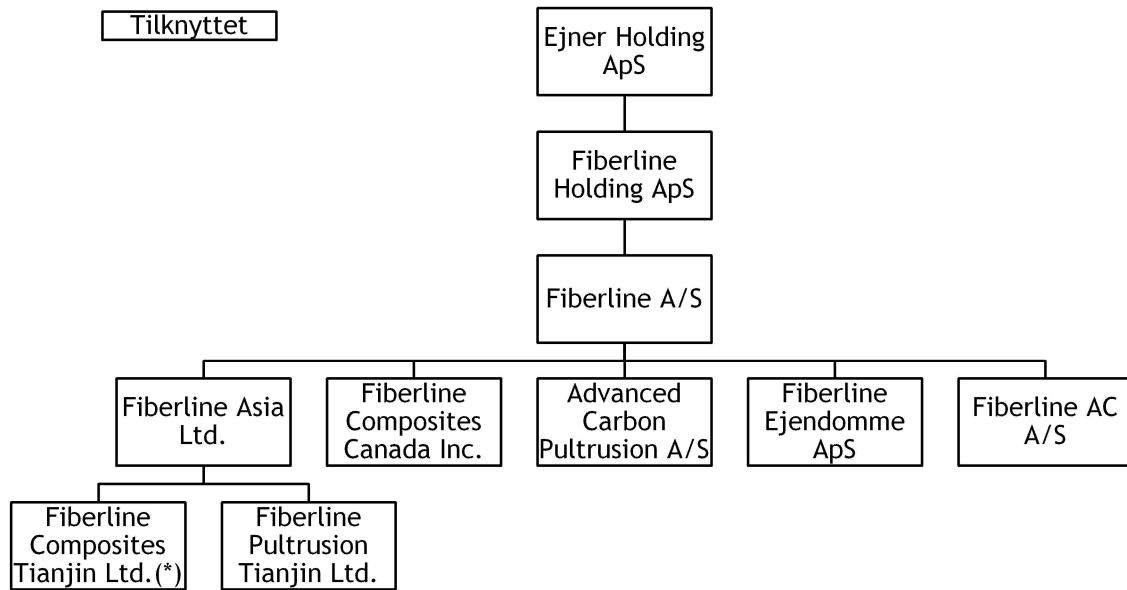 Tilknyttet
Ejner Holding
ApS
Fiberline
Holding ApS
Fiberline A/S
Fiberline Asia
Ltd.
Fiberline
Composites
Canada Inc.
Advanced
Carbon
Pultrusion A/S
Fiberline
Ejendomme
ApS
Fiberline AC
A/S
Fiberline
Composites
Tianjin Ltd.(*)
Fiberline
Pultrusion
Tianjin Ltd.